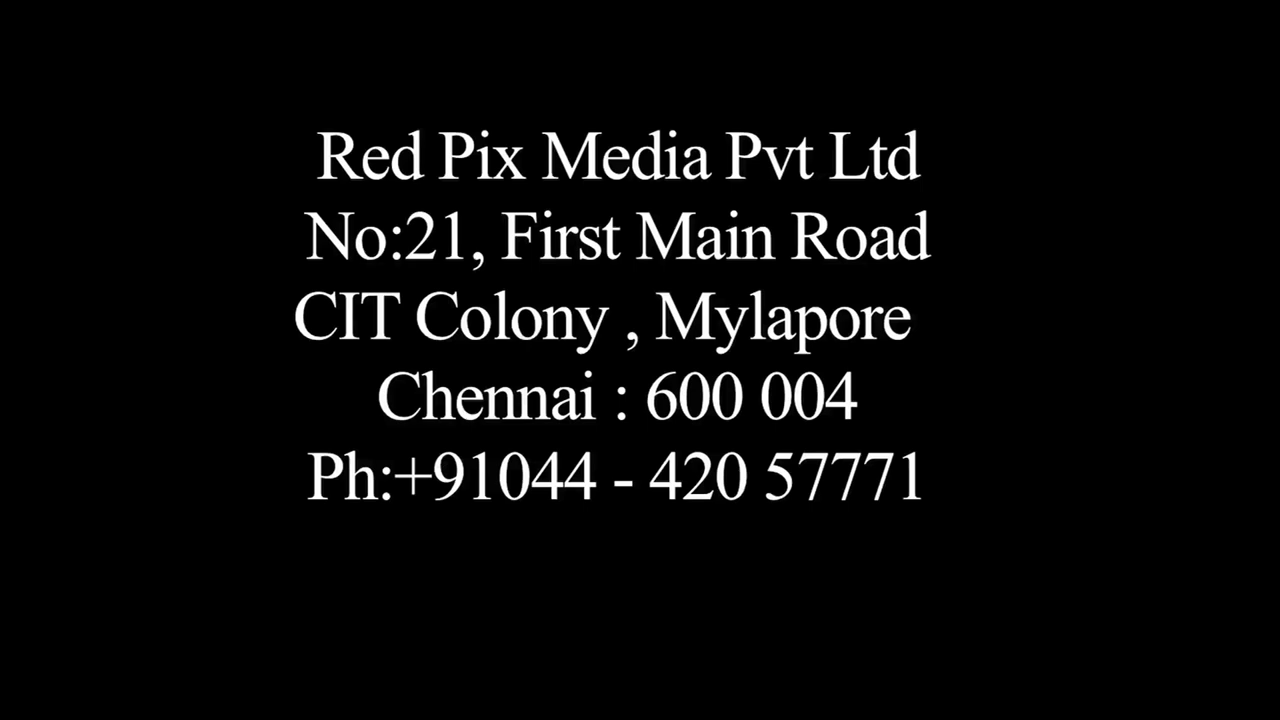 Red Pix Media Pvt Ltd
No:21, First Main Road
CIT Colony , Mylapore
Chennai : 600 004
Ph:+91044 - 420 57771